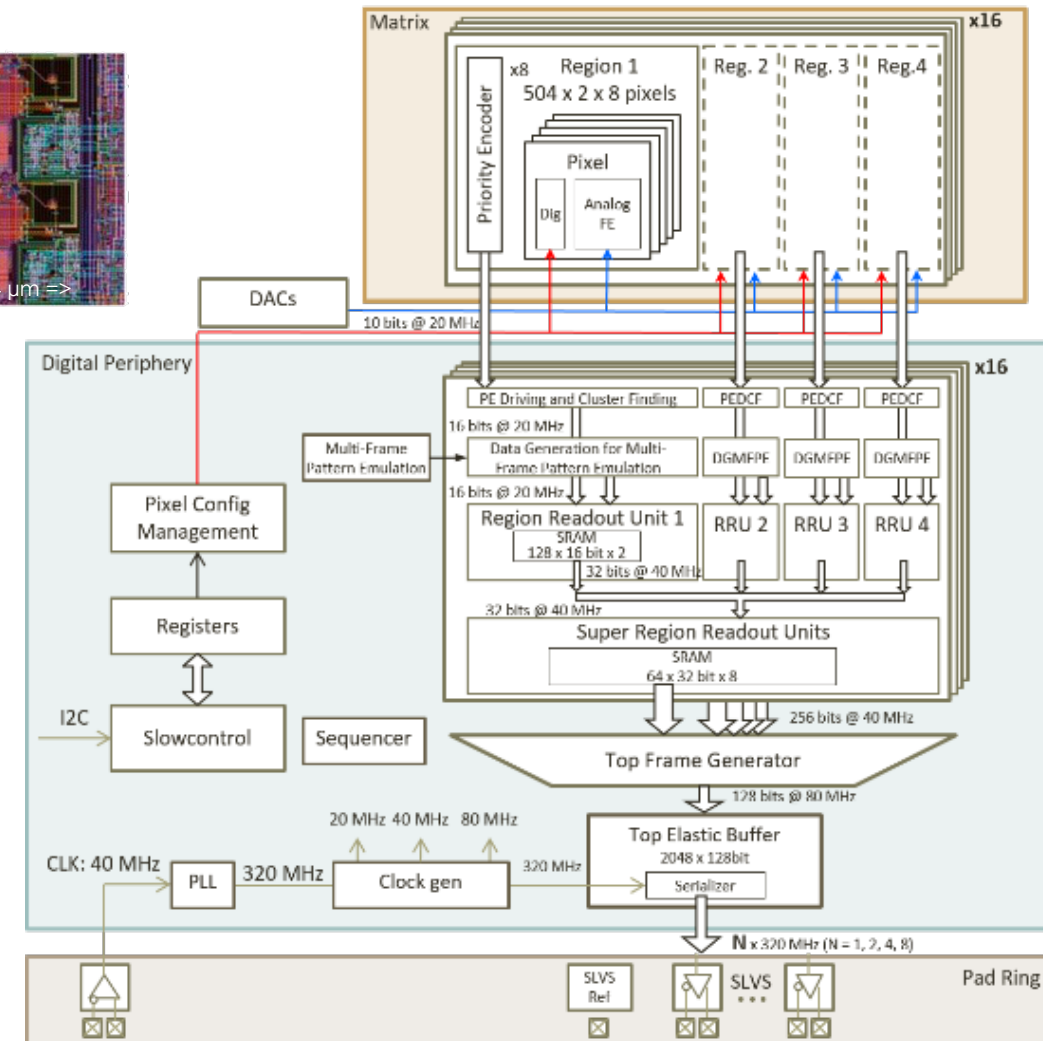 Matrix
x16
x8
Region 1
504 x 2 x 8 pixels
Reg. 2
Reg. 3
Reg.4
Priority Encoder
Pixel
Dig
Analog
FE
µm =>
DACs
10 bits @ 20 MHz
Digital Periphery
x16
PE Driving and Cluster Finding
PEDCF
PEDCF
PEDCF
16 bits @ 20 MHz
Multi-Frame
Pattern Emulation
Data Generation for Multi-
Frame Pattern Emulation
DGMFPE
DGMFPE
DGMFPE
16 bits @ 20 MHz
Pixel Config
Management
Region Readout Unit 1
SRAM
128 x 16 bit x 2
RRU 2
RRU 3
RRU 4
32 bits @ 40 MHz
32 bits @ 40 MHz
Registers
Super Region Readout Units
SRAM
64 x 32 bit x 8
I2C
Slowcontrol
Sequencer
256 bits @ 40 MHz
Top Frame Generator
128 bits @ 80 MHz
20 MHz
40 MHz
80 MHz
Top Elastic Buffer
2048 x 128bit
Serializer
CLK: 40 MHz
PLL
320 MHz
Clock gen
320 MHz
N x 320 MHz (N = 1, 2, 4, 8)
Pad Ring
SLVS
Ref
SLVS
...